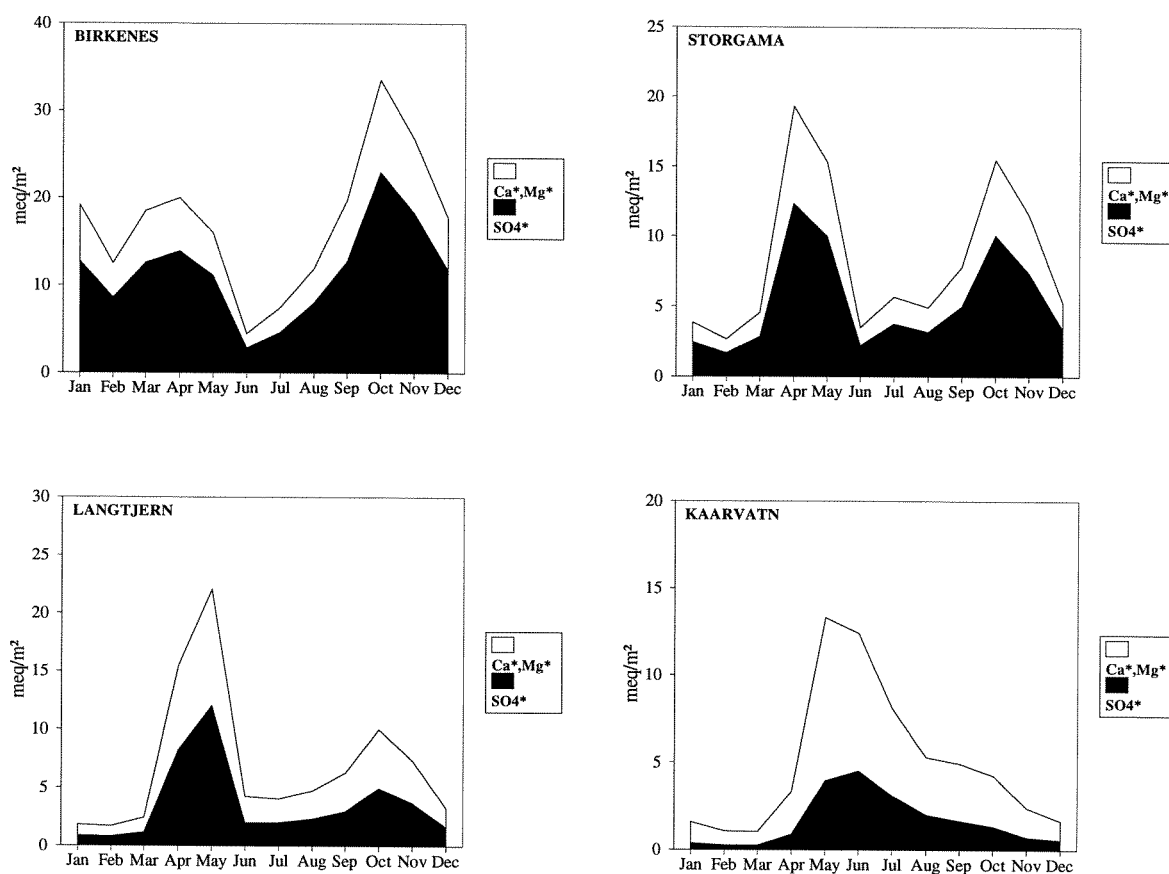 BIRKENES
meq/m²
40
30
20
10
0
Jan Feb Mar Apr May Jun Jul Aug Sep Oct Nov Dec
Ca*,Mg*
SO4*
STORGAMA
meq/m²
25
20
15
10
5
0
Jan Feb Mar Apr May Jun Jul Aug Sep Oct Nov Dec
Ca*,Mg*
SO4*
LANGTJERN
meq/m²
30
25
20
15
10
5
0
Jan Feb Mar Apr May Jun Jul Aug Sep Oct Nov Dec
Ca*,Mg*
SO4*
KAARVATN
meq/m²
20
15
10
5
0
Jan Feb Mar Apr May Jun Jul Aug Sep Oct Nov Dec
Ca*,Mg*
SO4*